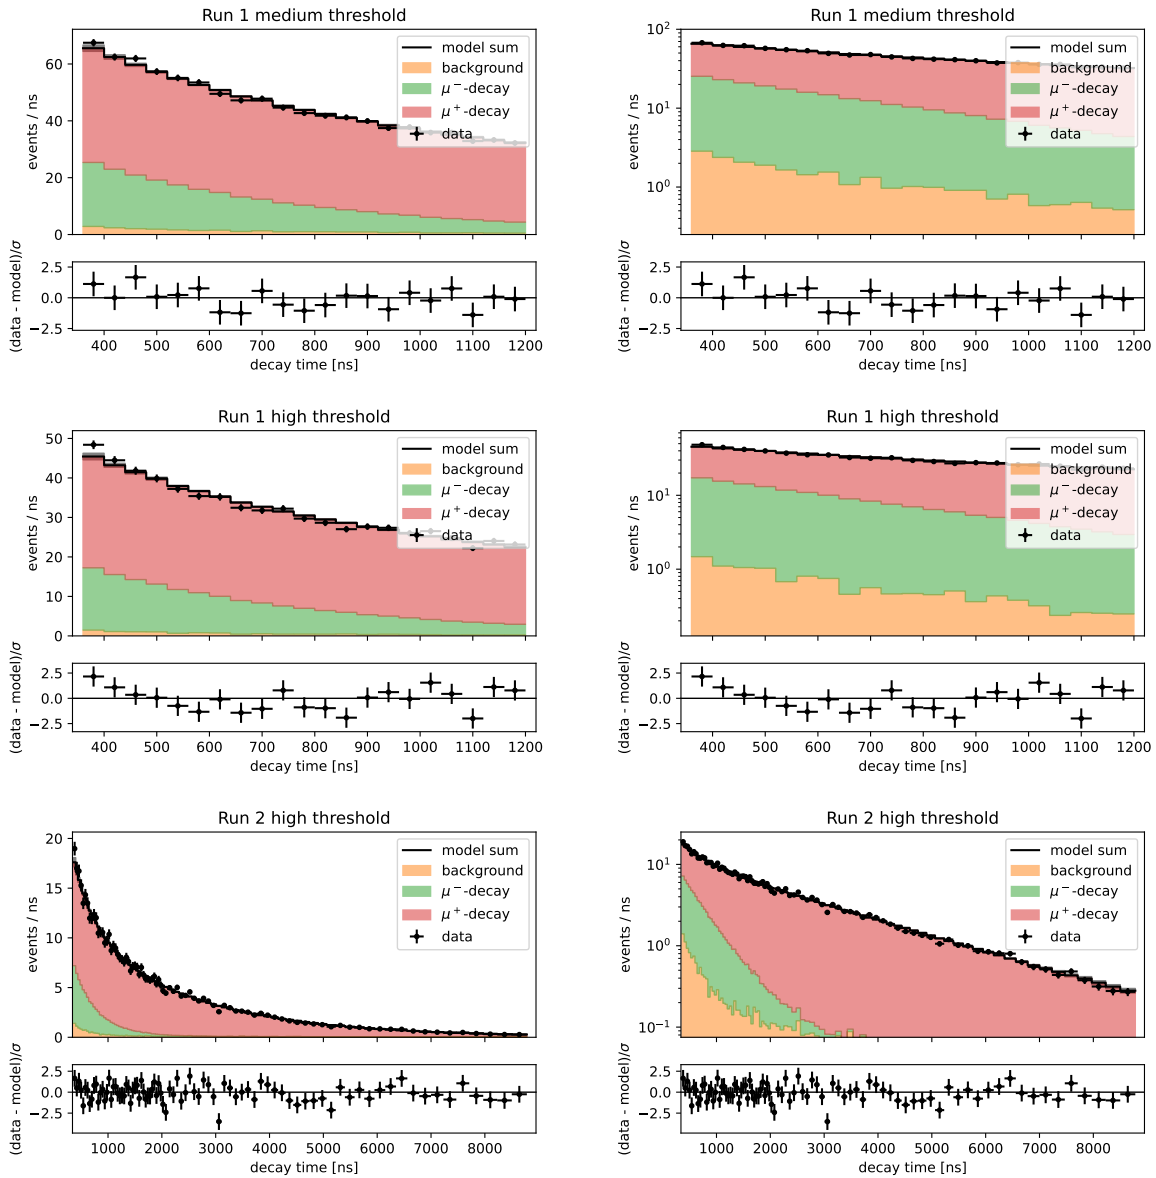 Run 1 medium threshold
events / ns
60
40
20
0
model sum
background
μ⁻-decay
μ⁺-decay
data
(data - model)/σ
2.5
0.0
−2.5
400 500 600 700 800 900 1000 1100 1200
decay time [ns]
Run 1 medium threshold
events / ns
10²
10¹
10⁰
model sum
background
μ⁻-decay
μ⁺-decay
data
(data - model)/σ
2.5
0.0
−2.5
400 500 600 700 800 900 1000 1100 1200
decay time [ns]
Run 1 high threshold
events / ns
50
40
30
20
10
0
model sum
background
μ⁻-decay
μ⁺-decay
data
(data - model)/σ
2.5
0.0
−2.5
400 500 600 700 800 900 1000 1100 1200
decay time [ns]
Run 1 high threshold
events / ns
10¹
10⁰
model sum
background
μ⁻-decay
μ⁺-decay
data
(data - model)/σ
2.5
0.0
−2.5
400 500 600 700 800 900 1000 1100 1200
decay time [ns]
Run 2 high threshold
events / ns
20
15
10
5
0
model sum
background
μ⁻-decay
μ⁺-decay
data
(data - model)/σ
2.5
0.0
−2.5
1000 2000 3000 4000 5000 6000 7000 8000
decay time [ns]
Run 2 high threshold
events / ns
10¹
10⁰
10⁻¹
model sum
background
μ⁻-decay
μ⁺-decay
data
(data - model)/σ
2.5
0.0
−2.5
1000 2000 3000 4000 5000 6000 7000 8000
decay time [ns]